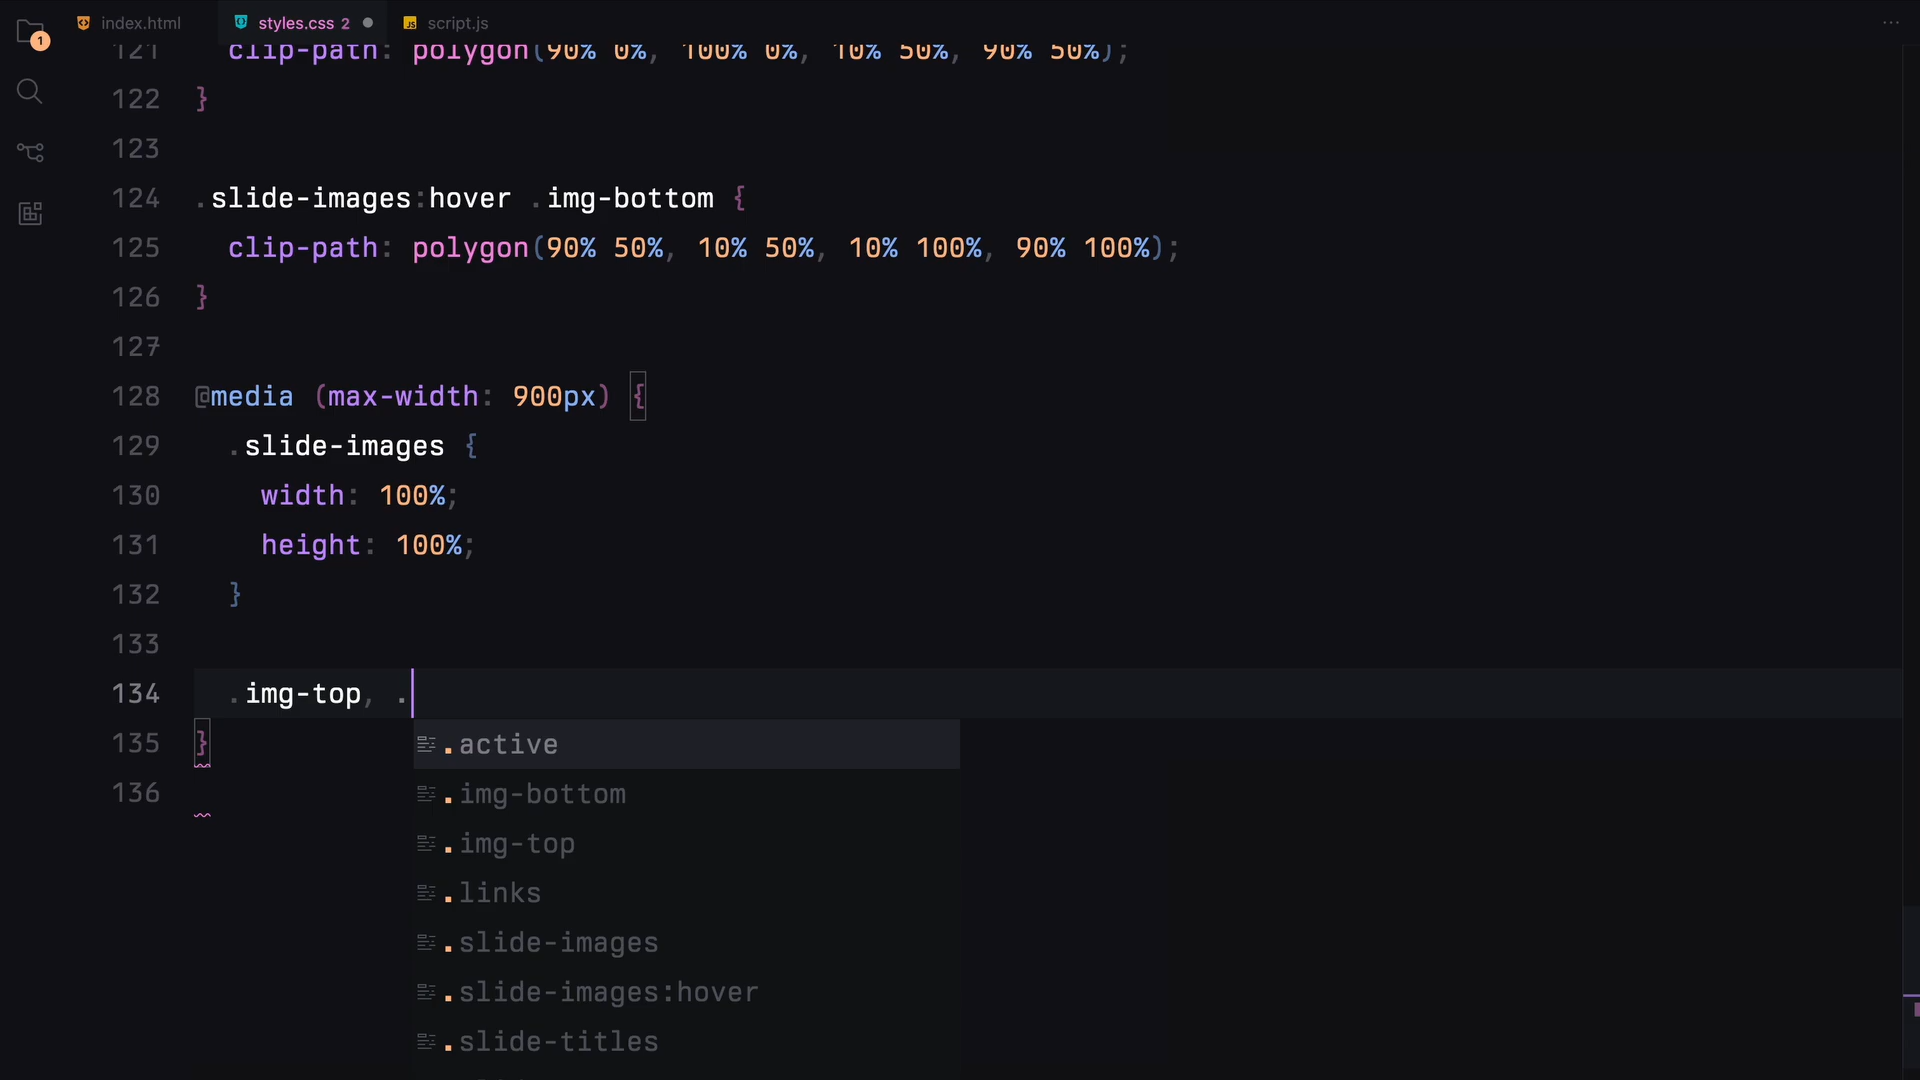 1
index.html
styles.css 2
JS script.js
...
121 clip-path: polygon(90% 0%, 100% 0%, 10% 50%, 90% 50%);
122 }
123
124 .slide-images:hover .img-bottom {
125 clip-path: polygon(90% 50%, 10% 50%, 10% 100%, 90% 100%);
126 }
127
128 @media (max-width: 900px) {
129 .slide-images {
130 width: 100%;
131 height: 100%;
132 }
133
134 .img-top, .
135 }
136
.active
.img-bottom
.img-top
.links
.slide-images
.slide-images:hover
.slide-titles